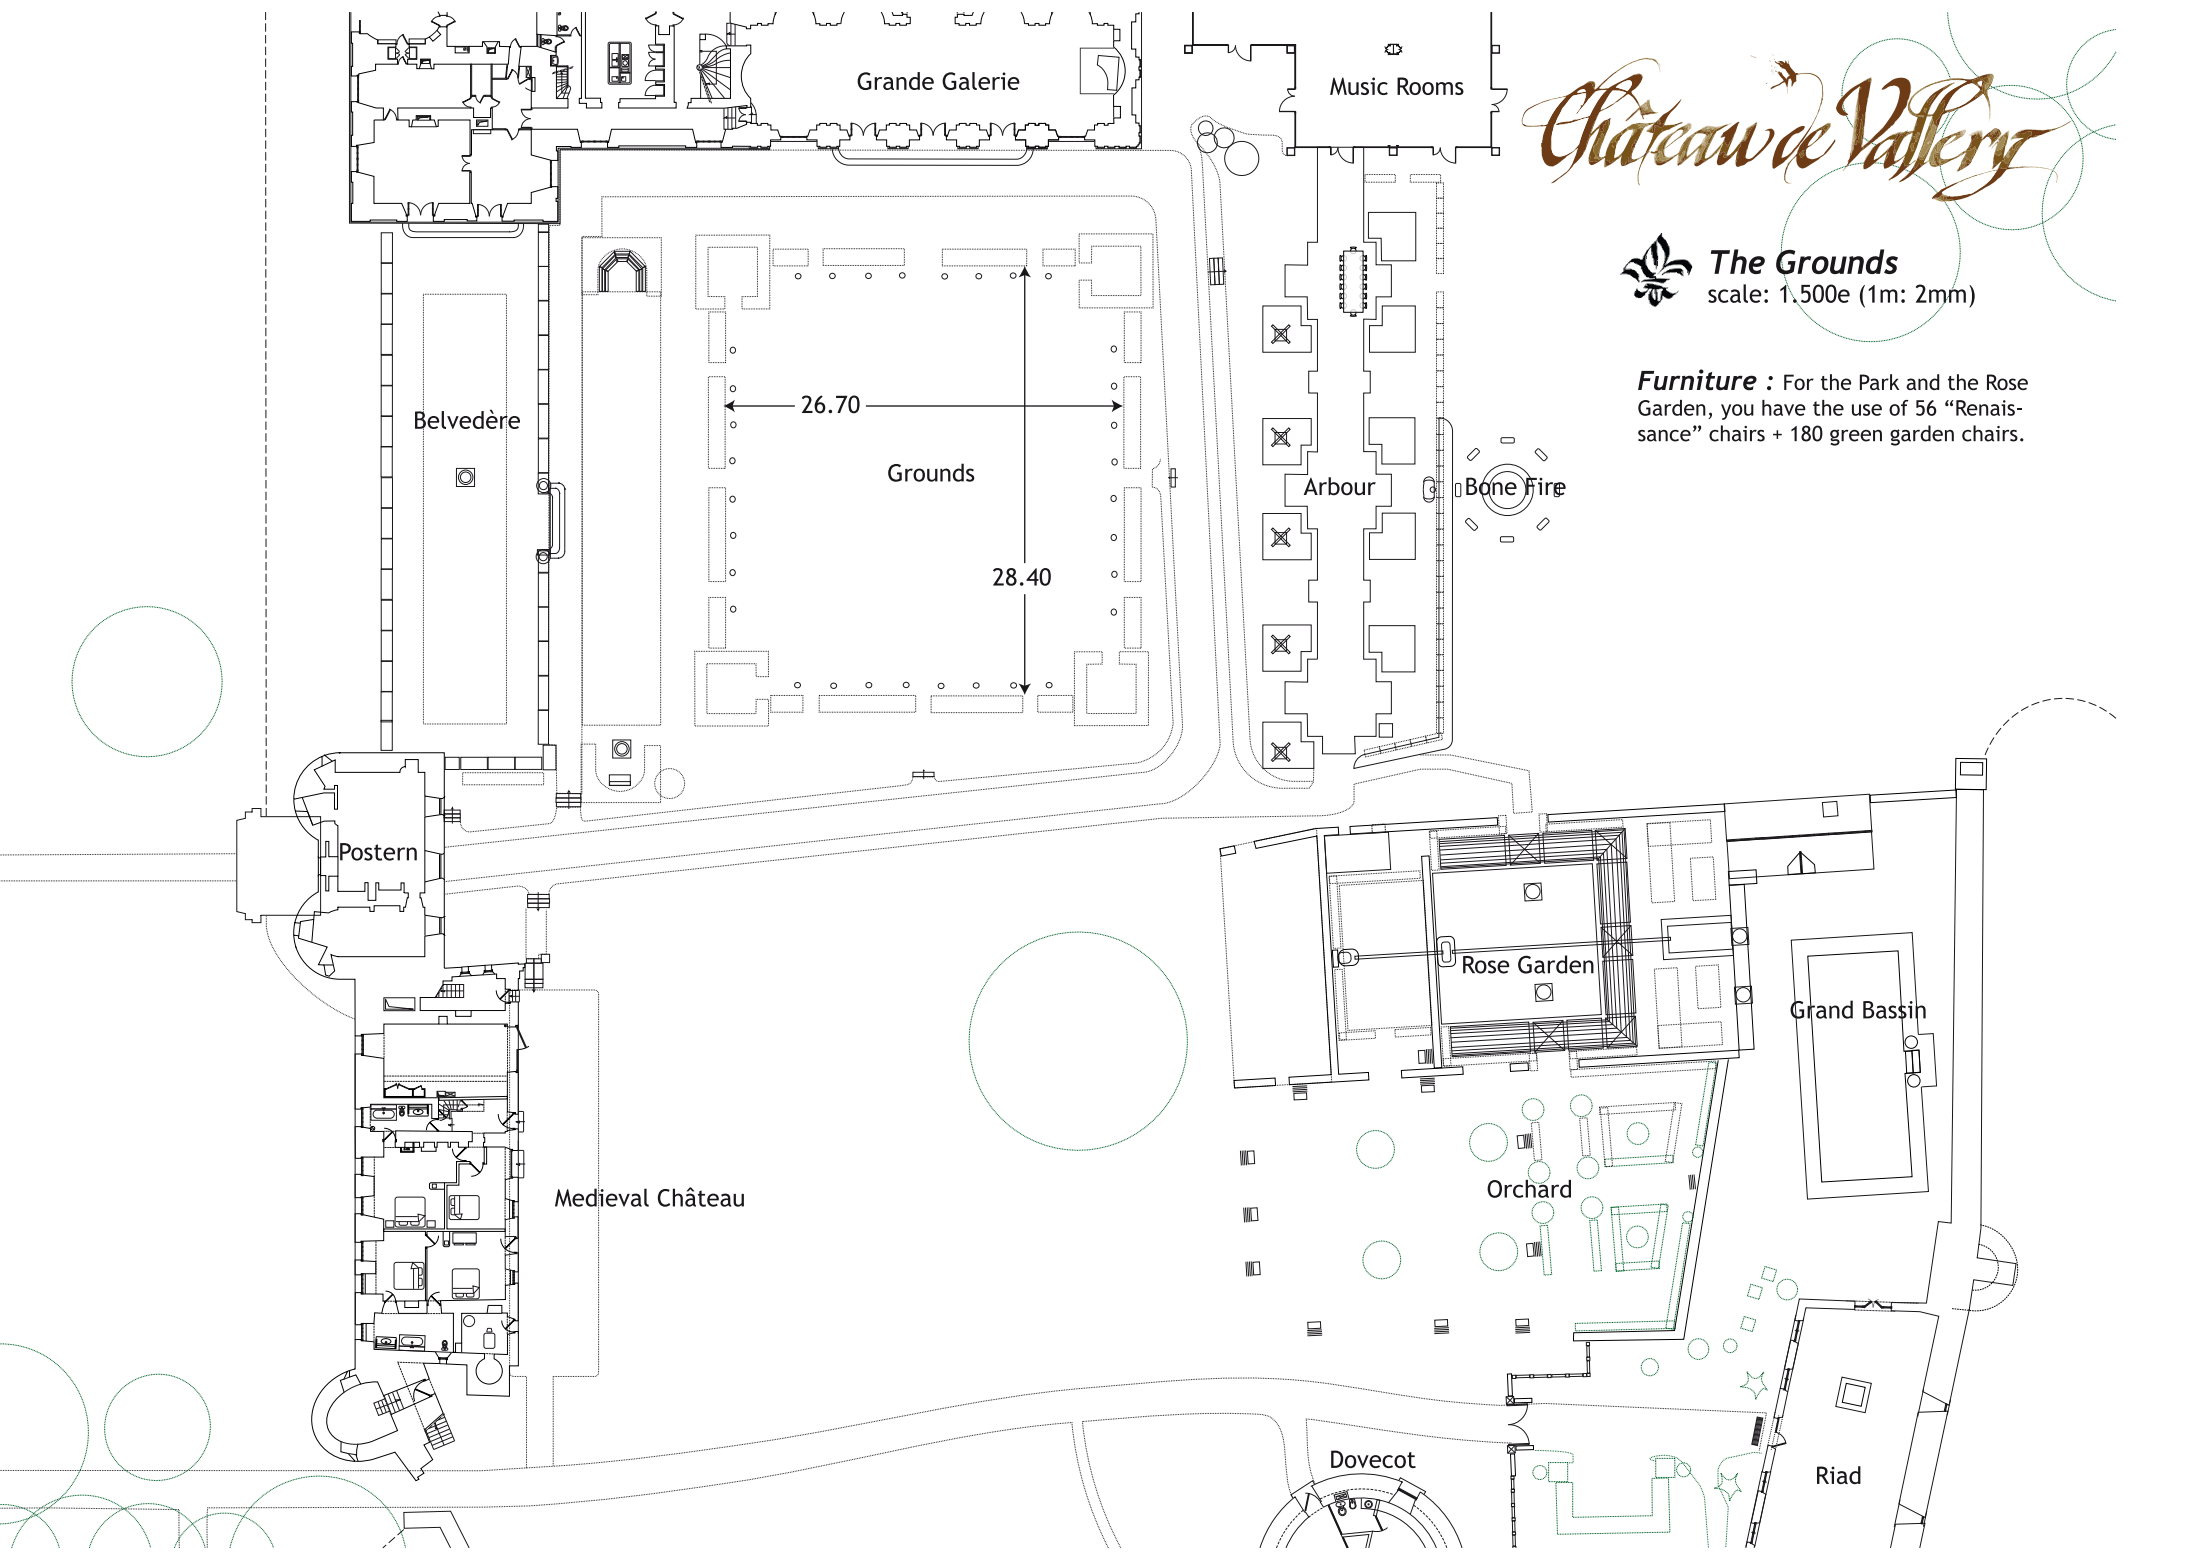 Grande Galerie
Music Rooms
Château de Vallery
The Grounds
scale: 1.500e (1m: 2mm)
Furniture : For the Park and the Rose
Garden, you have the use of 56 “Renais-
sance” chairs + 180 green garden chairs.
Belvedère
26.70
Grounds
Arbour
Bone Fire
28.40
Postern
Rose Garden
Grand Bassin
Medieval Château
Orchard
Dovecot
Riad